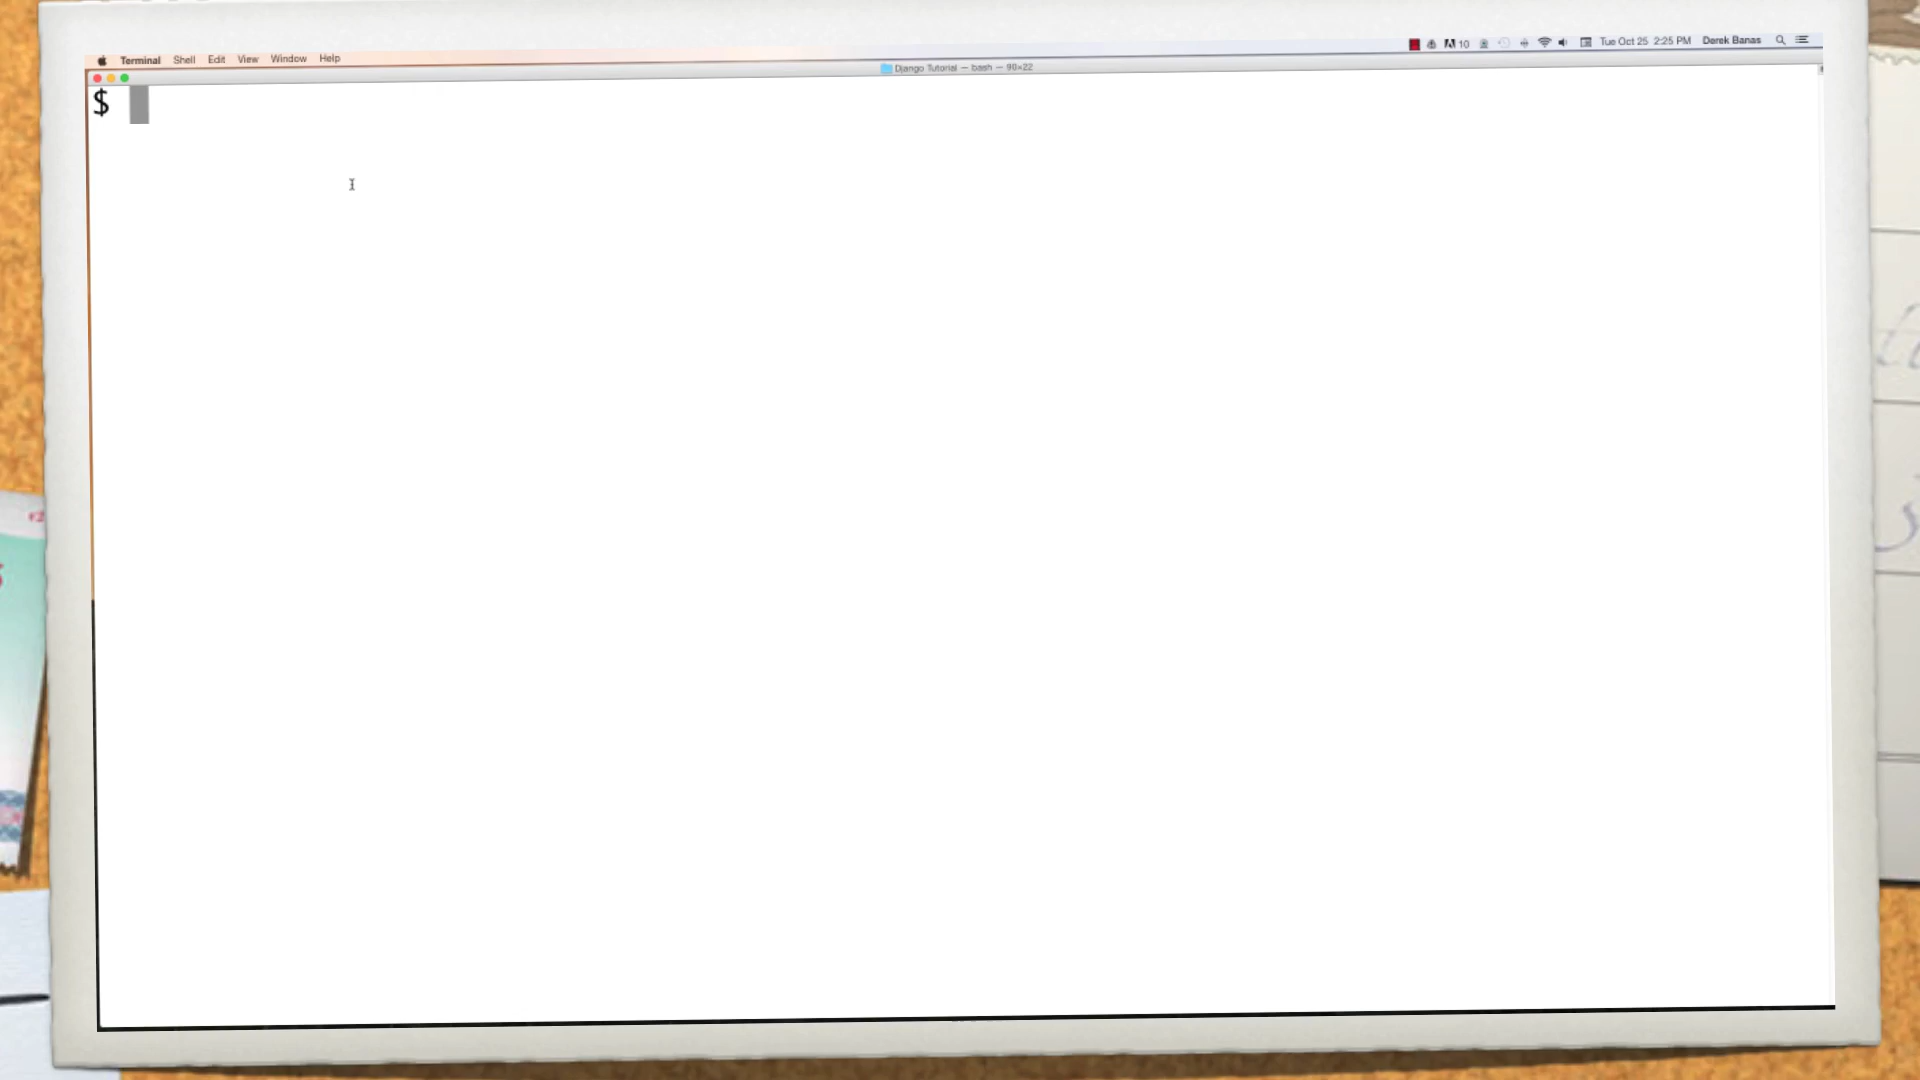 Terminal Shell Edit View Window Help 10 Tue Oct 25 2:25 PM Derek Banas
Django Tutorial — bash — 90×22
$